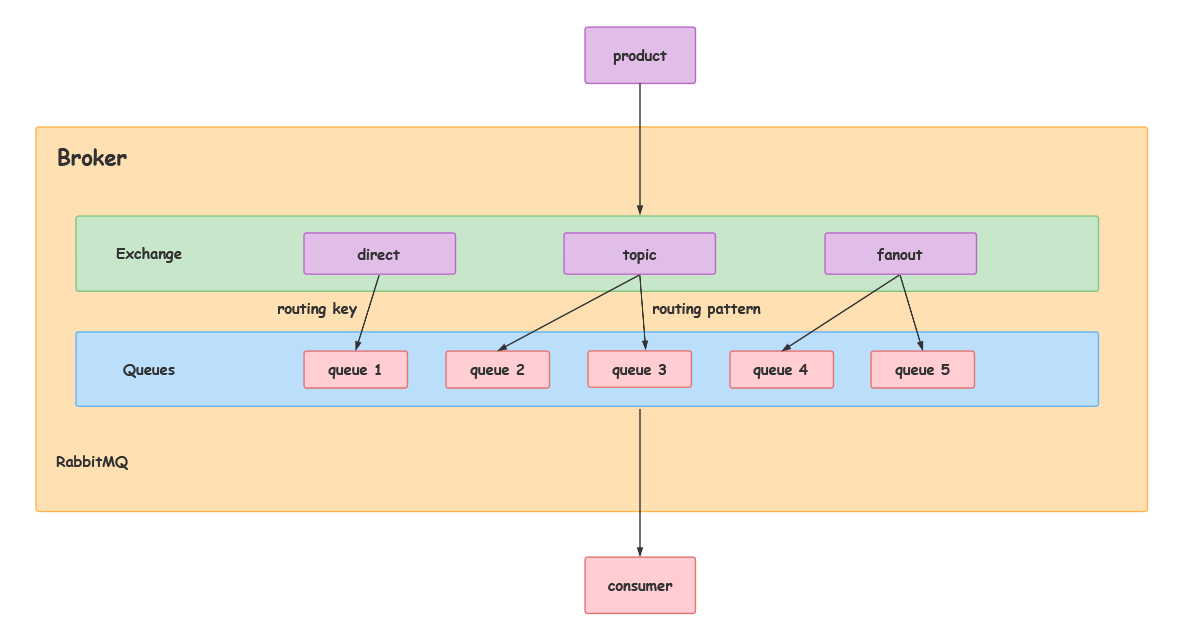 product
Broker
Exchange
direct
topic
fanout
routing key
routing pattern
Queues
queue 1
queue 2
queue 3
queue 4
queue 5
RabbitMQ
consumer